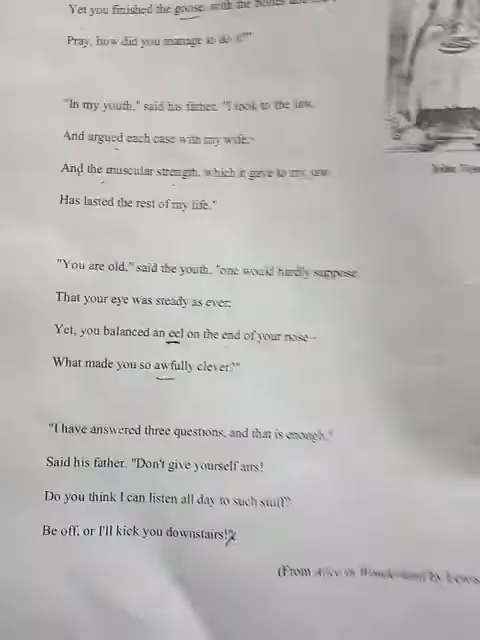 Yet you finished the goose, with the bones
Pray, how did you manage to do it?"
"In my youth," said his father, "I took to the law,
And argued each case with my wife;
And the muscular strength, which it gave to my jaw
Has lasted the rest of my life."
"You are old," said the youth, "one would hardly suppose
That your eye was steady as ever;
Yet, you balanced an eel on the end of your nose–
What made you so awfully clever?"
"I have answered three questions, and that is enough,"
Said his father. "Don't give yourself airs!
Do you think I can listen all day to such stuff?
Be off, or I'll kick you downstairs!"
(From Alice in Wonderland by Lewis